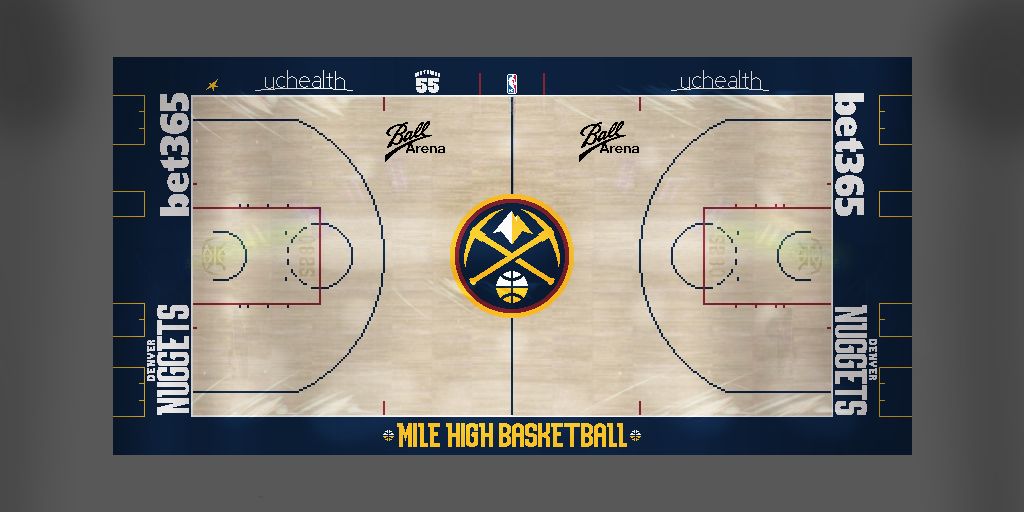 uchealth
55
uchealth
bet365
Ball
Arena
Ball
Arena
bet365
DENVER
NUGGETS
NUGGETS
DENVER
MILE HIGH BASKETBALL